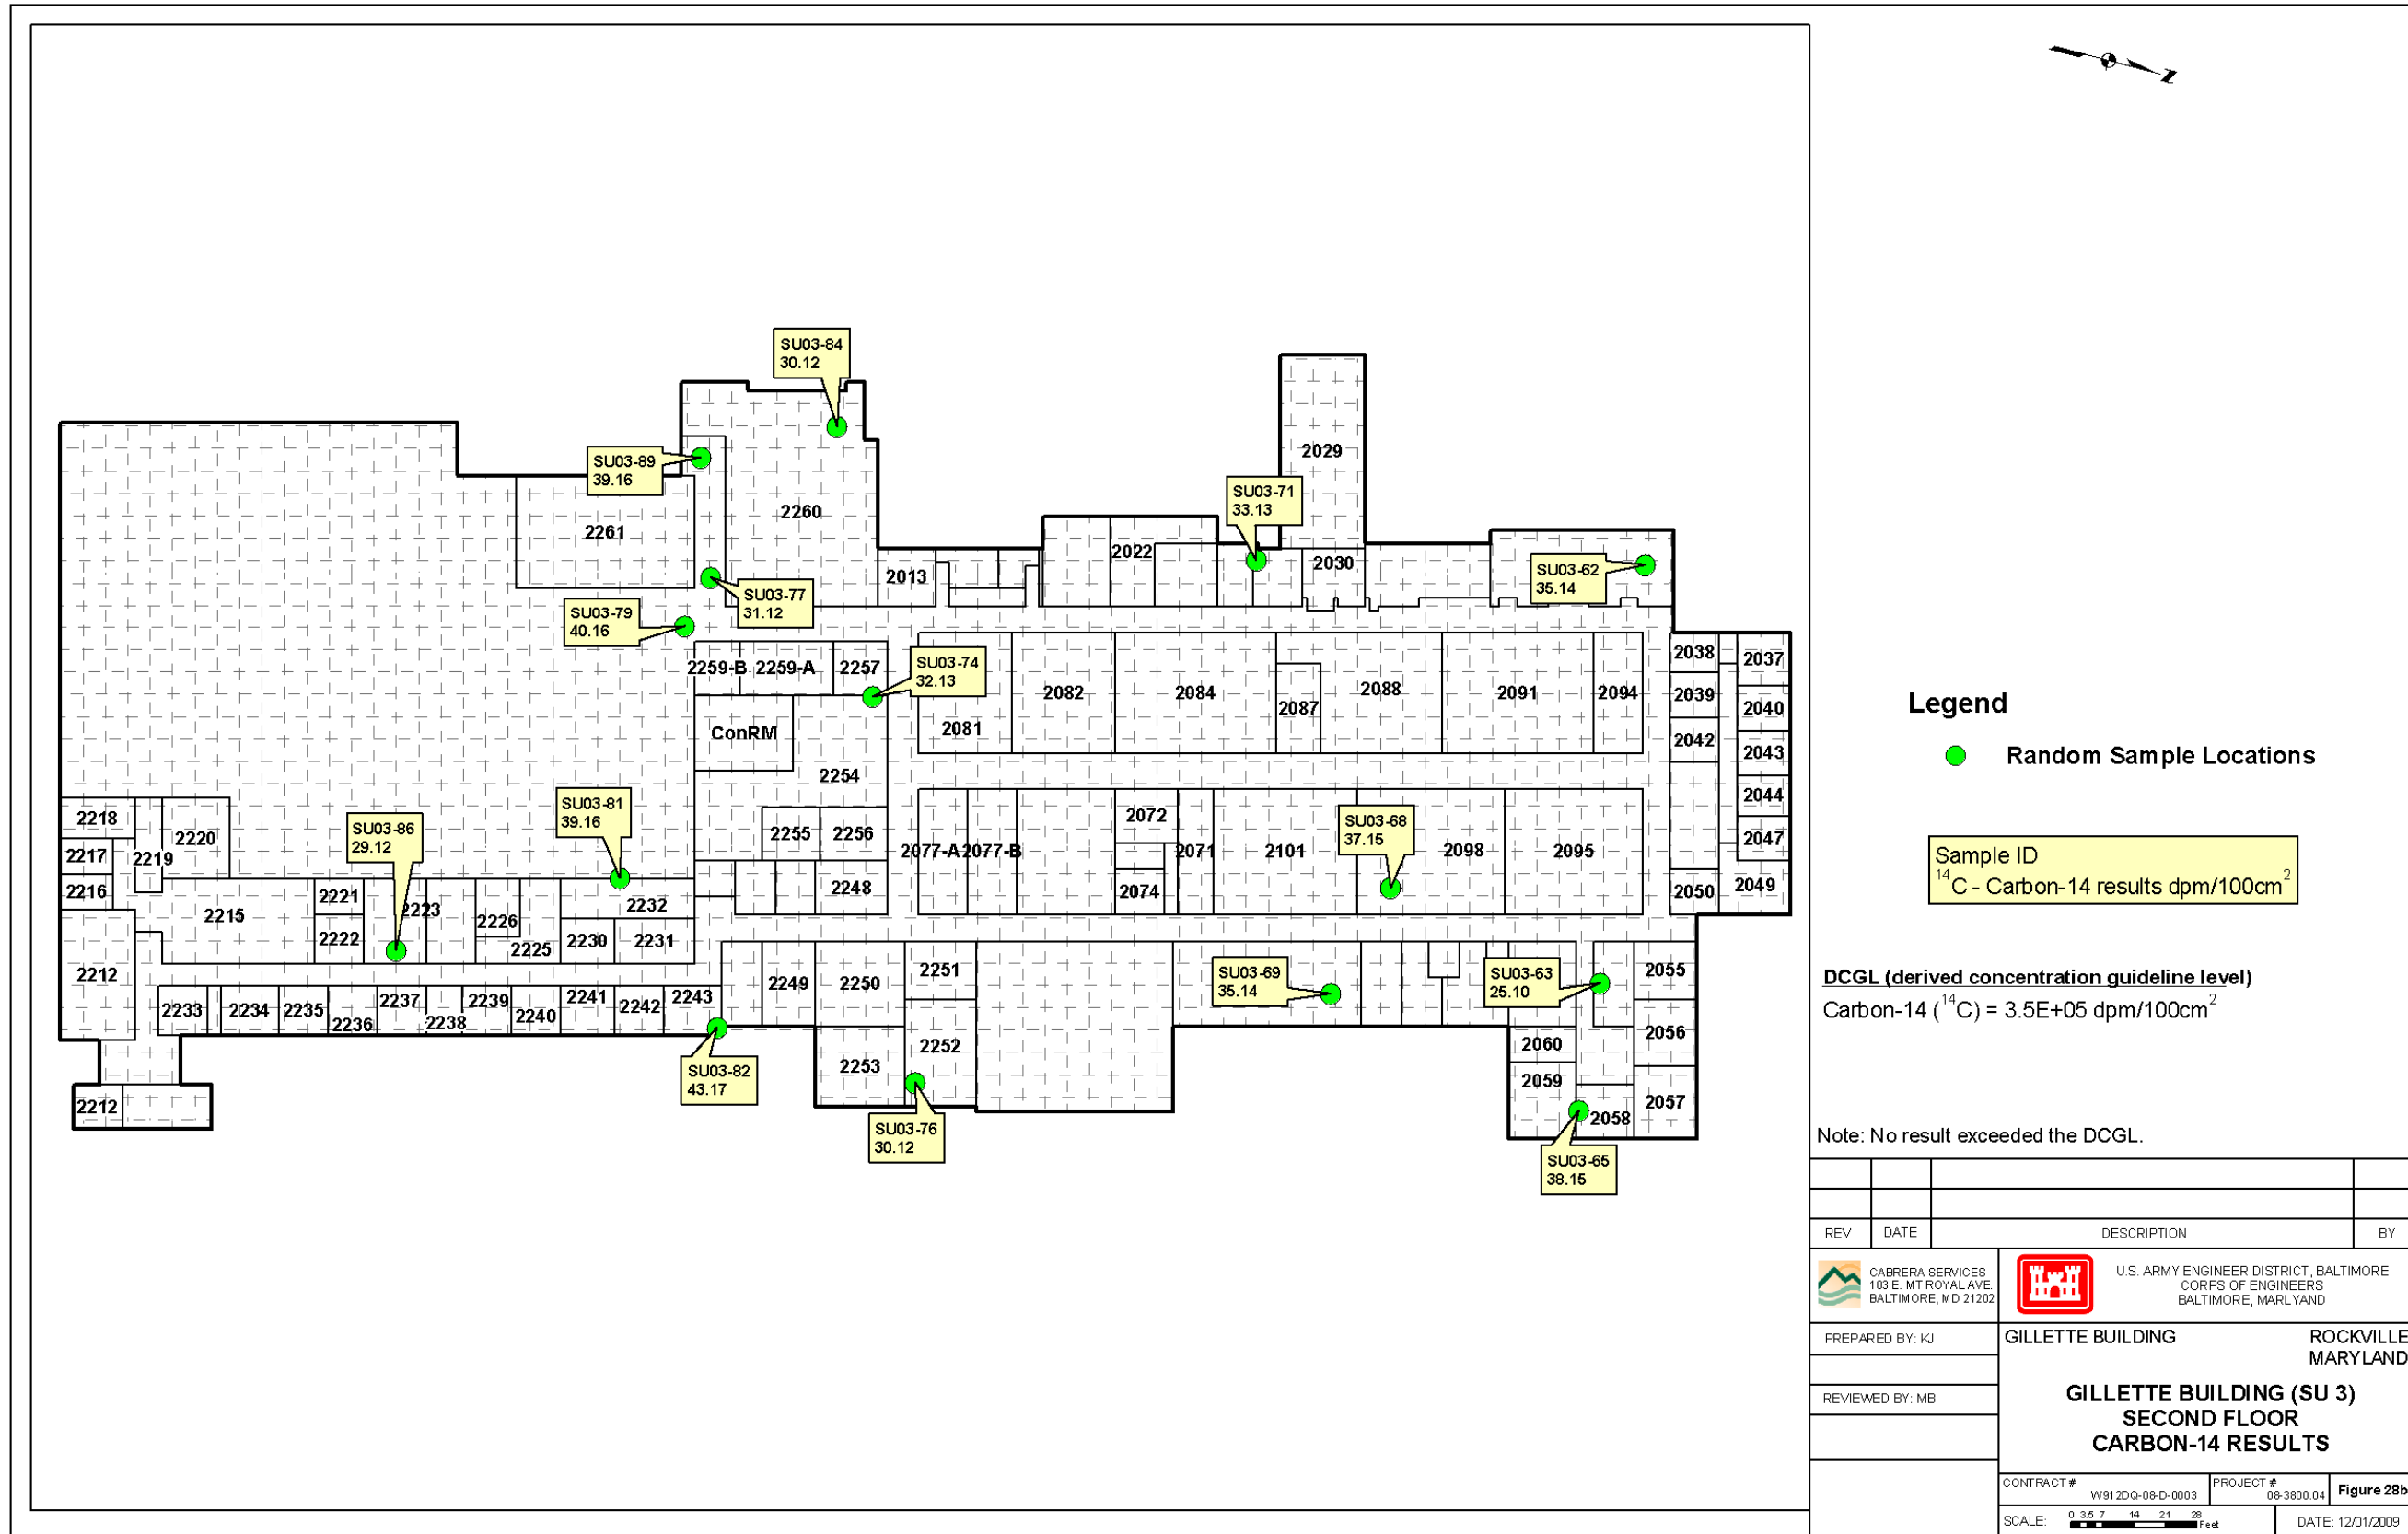 SU03-84
30.12
SU03-89
39.16
2029
SU03-71
33.13
2260
2261
2022
2030
SU03-62
35.14
2013
SU03-77
31.12
SU03-79
40.16
2259-B
2259-A
2257
SU03-74
32.13
2081
2082
2084
2087
2088
2091
2094
2038
2037
2039
2040
2042
2043
2044
2047
2050
2049
ConRM
2254
2255
2256
2248
2077-A
2077-B
2072
2074
2071
2101
SU03-68
37.15
2098
2095
2218
2217
2216
2219
2220
SU03-86
29.12
SU03-81
39.16
2215
2221
2222
2223
2226
2225
2232
2230
2231
2212
2233
2234
2235
2236
2237
2238
2239
2240
2241
2242
2243
2249
2250
2251
2252
2253
SU03-69
35.14
SU03-63
25.10
2055
2056
2057
2060
2059
2058
2212
SU03-82
43.17
SU03-76
30.12
SU03-65
38.15
N
Legend
Random Sample Locations
Sample ID
14C - Carbon-14 results dpm/100cm2
DCGL (derived concentration guideline level)
Carbon-14 (14C) = 3.5E+05 dpm/100cm2
Note: No result exceeded the DCGL.
REV DATE DESCRIPTION BY
CABRERA SERVICES
103 E. MT ROYAL AVE.
BALTIMORE, MD 21202
U.S. ARMY ENGINEER DISTRICT, BALTIMORE
CORPS OF ENGINEERS
BALTIMORE, MARLYAND
PREPARED BY: KJ
REVIEWED BY: MB
GILLETTE BUILDING ROCKVILLE
MARYLAND
GILLETTE BUILDING (SU 3)
SECOND FLOOR
CARBON-14 RESULTS
CONTRACT #
W912DQ-08-D-0003
PROJECT #
08-3800.04
Figure 28b
SCALE: 0 3.5 7 14 21 28
Feet
DATE: 12/01/2009